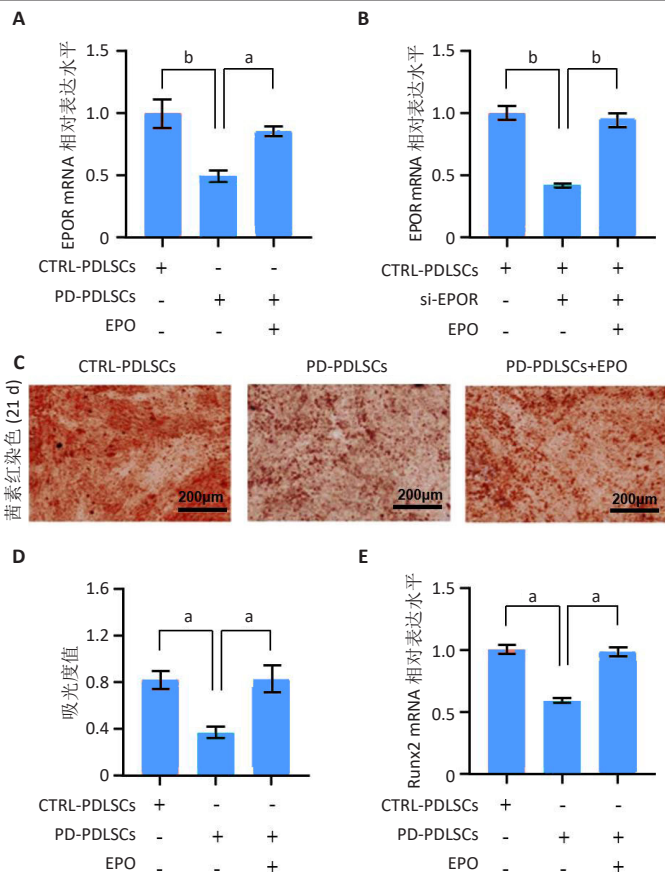 A
EPOR mRNA 相对表达水平
1.5
1.0
0.5
0
b
a
CTRL-PDLSCs + - -
PD-PDLSCs - + +
EPO - - +
B
EPOR mRNA 相对表达水平
1.5
1.0
0.5
0
b
b
CTRL-PDLSCs + + +
si-EPOR - + +
EPO - - +
C
CTRL-PDLSCs
PD-PDLSCs
PD-PDLSCs+EPO
茜素红染色 (21 d)
200μm
200μm
200μm
D
吸光度值
1.6
1.2
0.8
0.4
0
a
a
CTRL-PDLSCs + - -
PD-PDLSCs - + +
EPO - - +
E
Runx2 mRNA 相对表达水平
1.5
1.0
0.5
0
a
a
CTRL-PDLSCs + - -
PD-PDLSCs - + +
EPO - - +